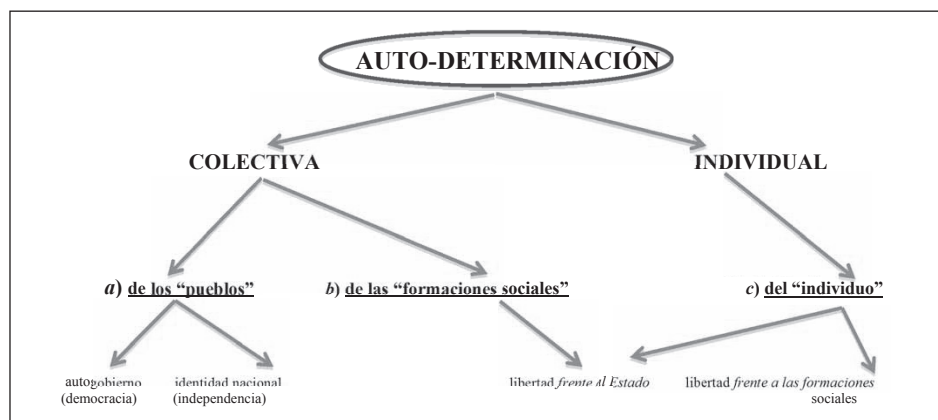 AUTO-DETERMINACIÓN
COLECTIVA
INDIVIDUAL
a) de los “pueblos”
b) de las “formaciones sociales”
c) del “individuo”
autogobierno
(democracia)
identidad nacional
(independencia)
libertad frente al Estado
libertad frente a las formaciones
sociales